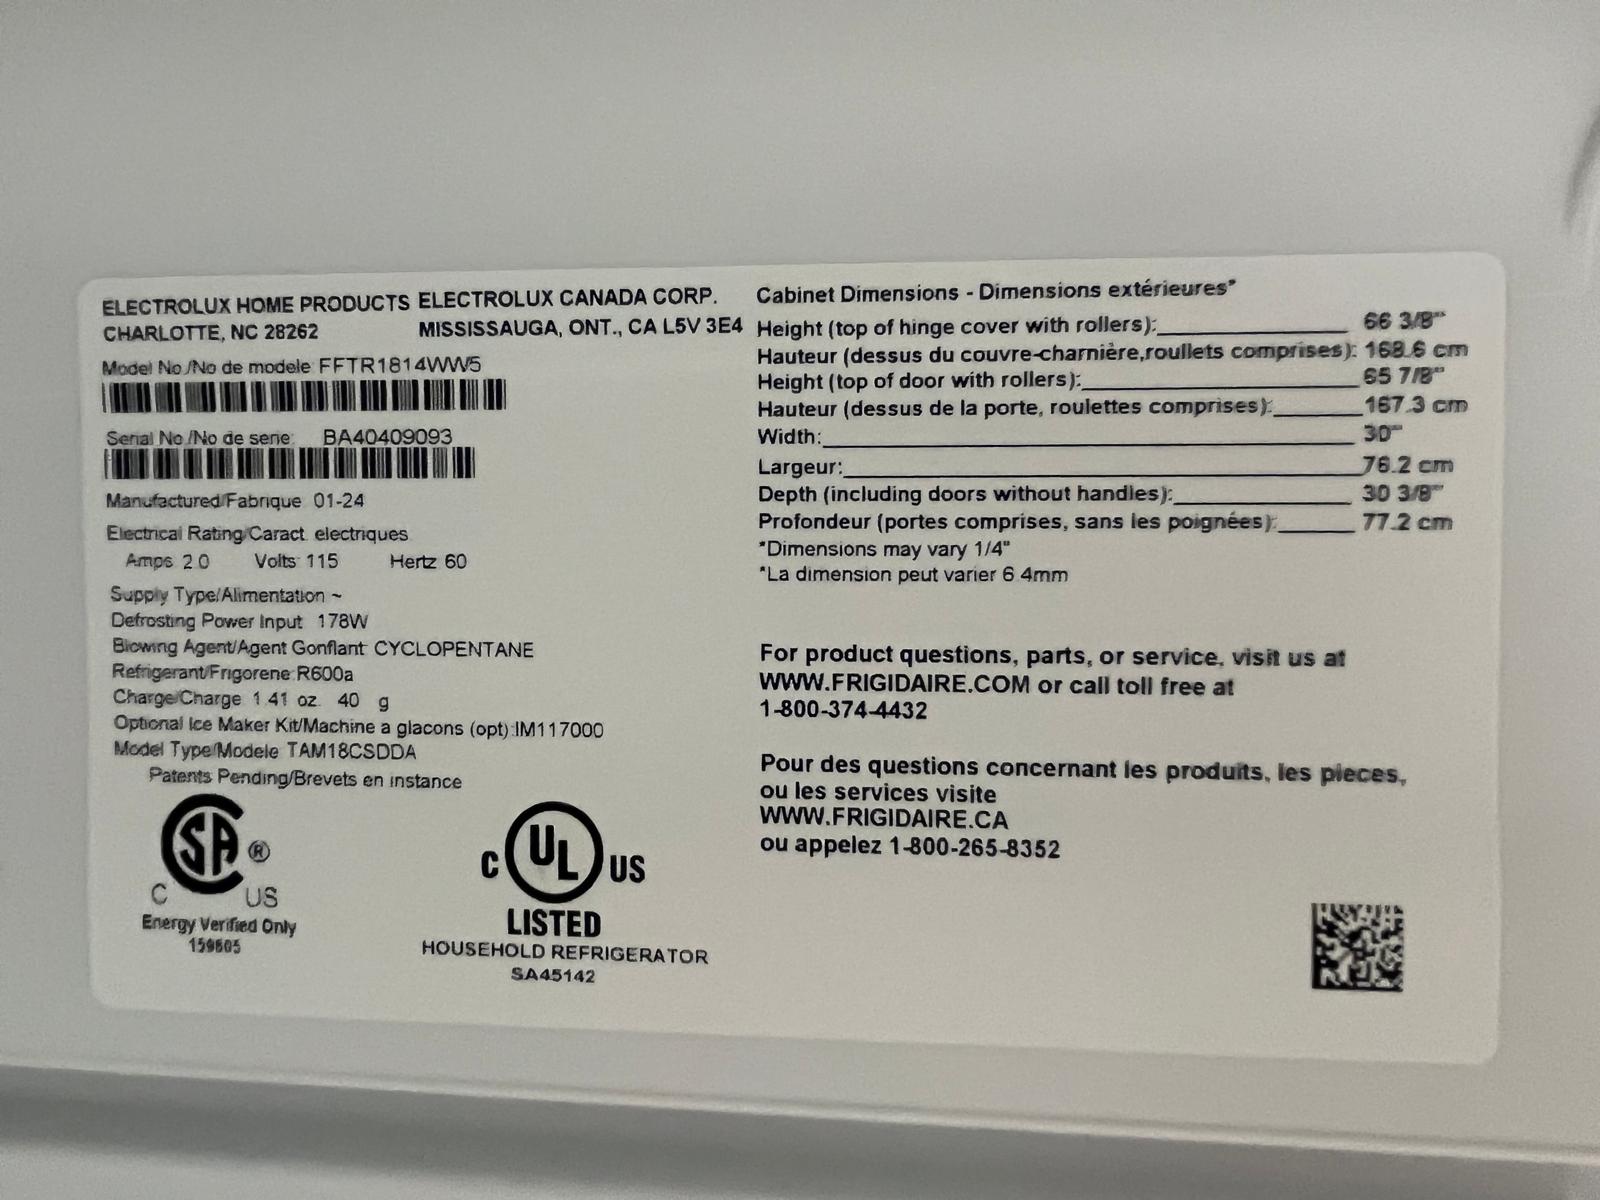 ELECTROLUX HOME PRODUCTS ELECTROLUX CANADA CORP.
CHARLOTTE, NC 28262 MISSISSAUGA, ONT., CA L5V 3E4
Model No./No de modele: FFTR1814WW5
Serial No./No de serie: BA40409093
Manufactured/Fabrique 01-24
Electrical Rating/Caract. electriques
Amps 2.0 Volts 115 Hertz 60
Supply Type/Alimentation ~
Defrosting Power Input 178W
Blowing Agent/Agent Gonflant CYCLOPENTANE
Refrigerant/Frigorene R600a
Charge/Charge 1.41 oz. 40 g
Optional Ice Maker Kit/Machine a glacons (opt):IM117000
Model Type/Modele TAM18CSDDA
Patents Pending/Brevets en instance
SA ®
C US
Energy Verified Only
159805
C UL US
LISTED
HOUSEHOLD REFRIGERATOR
SA45142
Cabinet Dimensions - Dimensions extérieures*
Height (top of hinge cover with rollers): 66 3/8"
Hauteur (dessus du couvre-charnière,roullets comprises): 168.6 cm
Height (top of door with rollers): 65 7/8"
Hauteur (dessus de la porte, roulettes comprises): 167.3 cm
Width: 30"
Largeur: 76.2 cm
Depth (including doors without handles): 30 3/8"
Profondeur (portes comprises, sans les poignées): 77.2 cm
*Dimensions may vary 1/4"
*La dimension peut varier 6.4mm
For product questions, parts, or service, visit us at
WWW.FRIGIDAIRE.COM or call toll free at
1-800-374-4432
Pour des questions concernant les produits, les pieces,
ou les services visite
WWW.FRIGIDAIRE.CA
ou appelez 1-800-265-8352